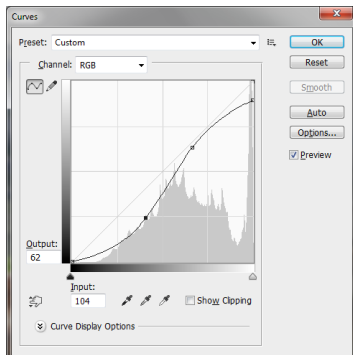 Curves
Preset: Custom
OK
Channel: RGB
Reset
Smooth
Auto
Options...
Preview
Output:
62
Input:
104
Show Clipping
Curve Display Options